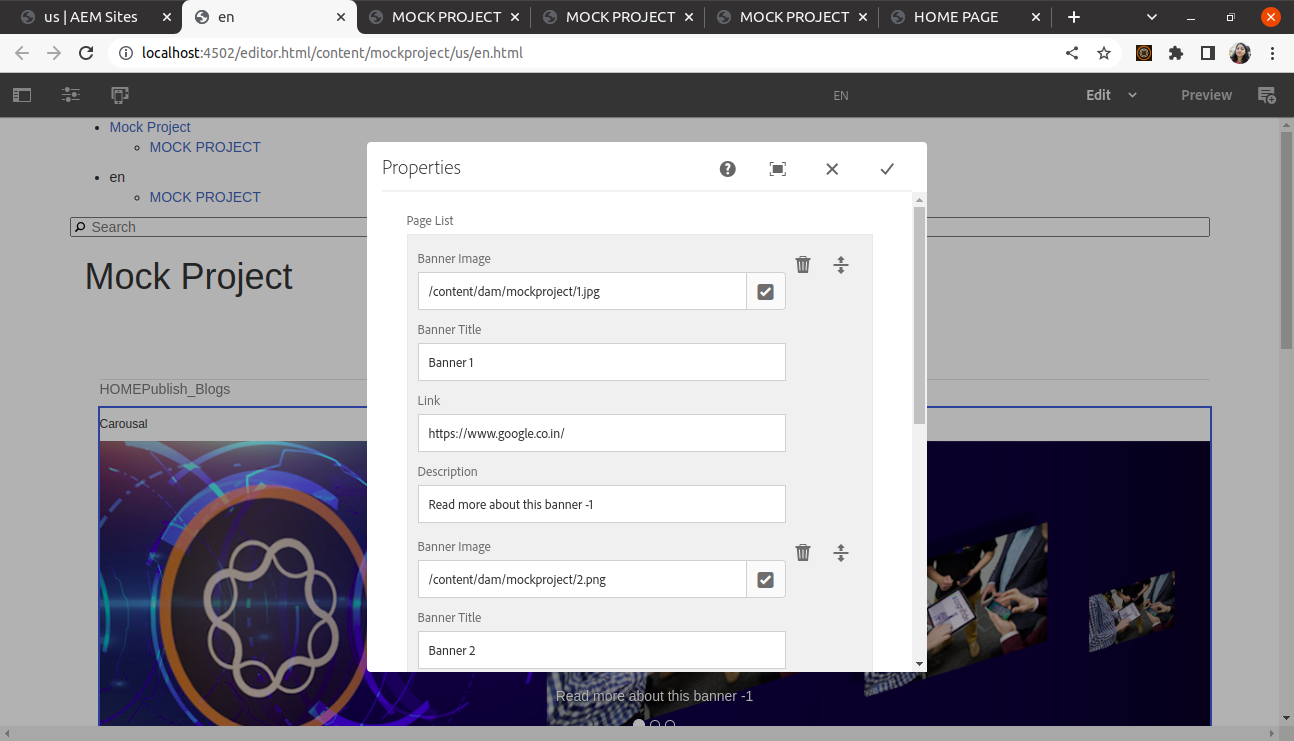 us | AEM Sites
en
MOCK PROJECT
MOCK PROJECT
MOCK PROJECT
HOME PAGE
localhost:4502/editor.html/content/mockproject/us/en.html
EN
Edit
Preview
Mock Project
MOCK PROJECT
en
MOCK PROJECT
Search
Mock Project
HOMEPublish_Blogs
Carousal
Properties
Page List
Banner Image
/content/dam/mockproject/1.jpg
Banner Title
Banner 1
Link
https://www.google.co.in/
Description
Read more about this banner -1
Banner Image
/content/dam/mockproject/2.png
Banner Title
Banner 2
Read more about this banner -1